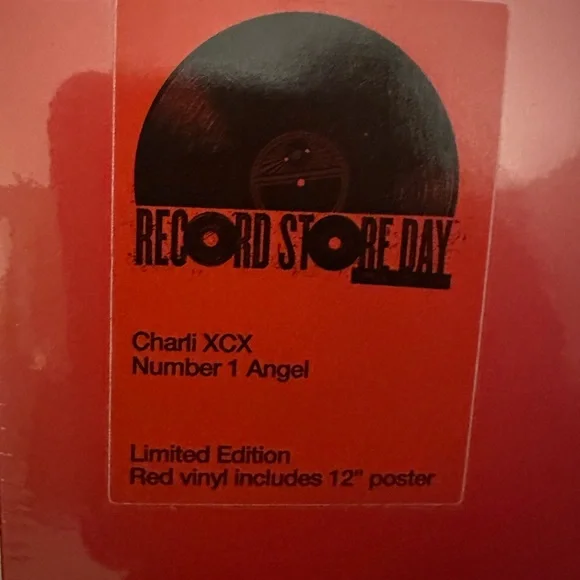 RECORD STORE DAY
Charli XCX
Number 1 Angel
Limited Edition
Red vinyl includes 12" poster